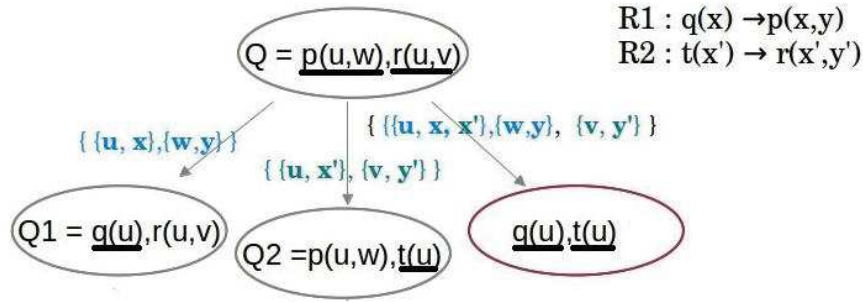 R1 : q(x) →p(x,y)
R2 : t(x') → r(x',y')
Q = p(u,w),r(u,v)
{ {u, x},{w,y} }
{ {{u, x, x'},{w,y}, {v, y'} }
{ {u, x'}, {v, y'} }
Q1 = q(u),r(u,v)
Q2 =p(u,w),t(u)
q(u),t(u)